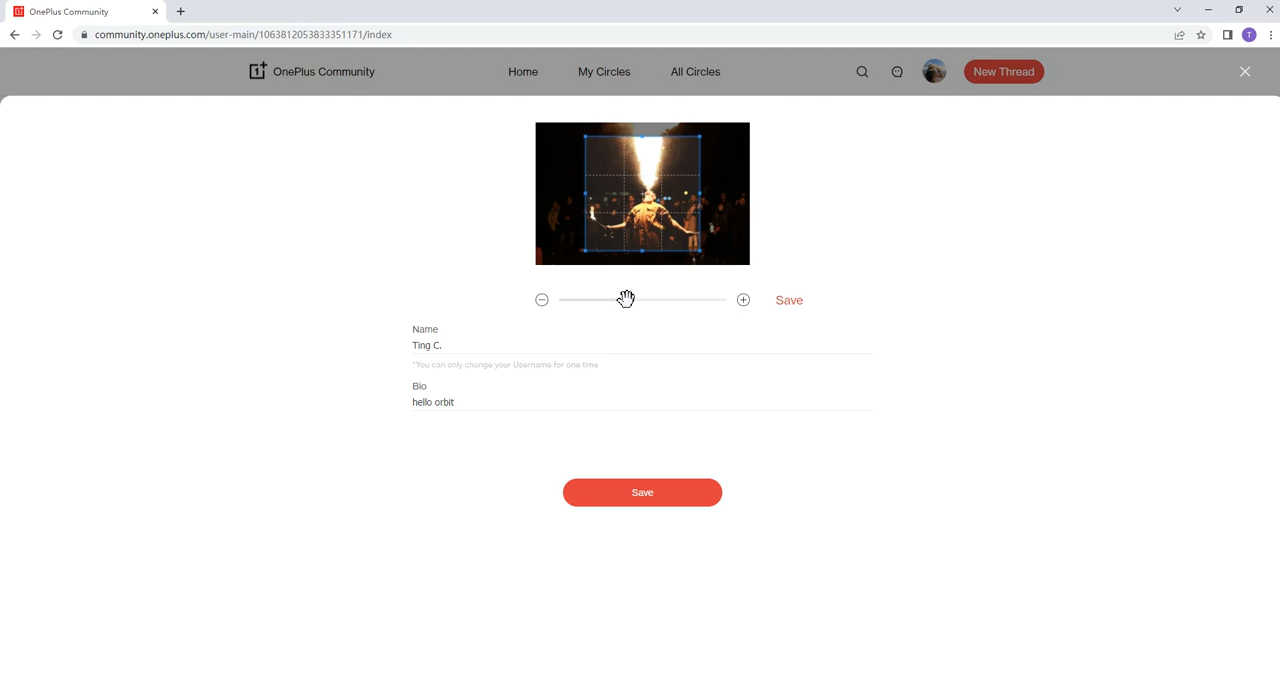 OnePlus Community
community.oneplus.com/user-main/1063812053833351171/index
T
OnePlus Community Home My Circles All Circles New Thread
Save
Name
Ting C.
*You can only change your Username for one time
Bio
hello orbit
Save